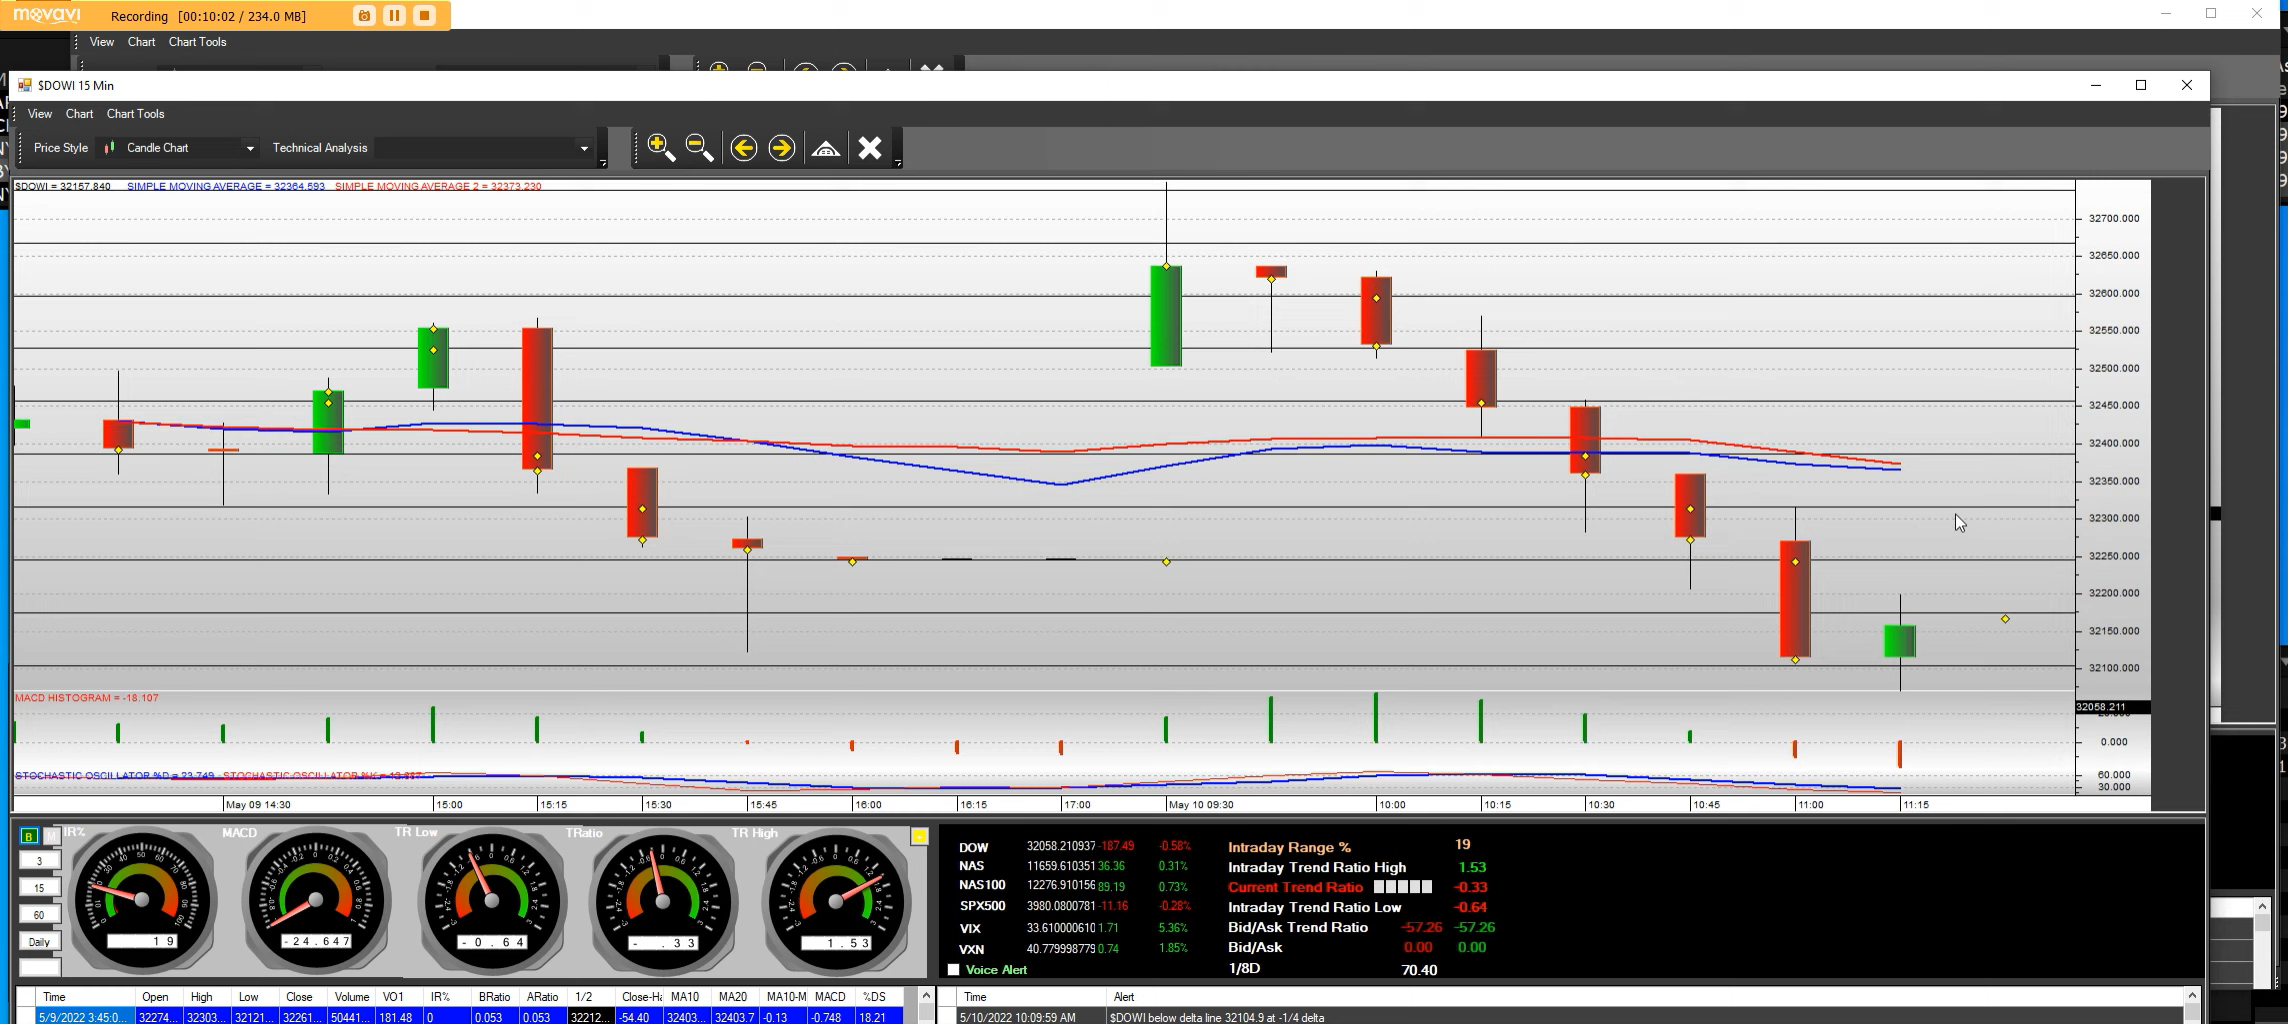 movavi Recording [00:10:02 / 234.0 MB]
View Chart Chart Tools
$DOWI 15 Min
View Chart Chart Tools
Price Style Candle Chart Technical Analysis
$DOWI = 32157.840 SIMPLE MOVING AVERAGE = 32364.593 SIMPLE MOVING AVERAGE 2 = 32373.230
32700.000
32650.000
32600.000
32550.000
32500.000
32450.000
32400.000
32350.000
32300.000
32250.000
32200.000
32150.000
32100.000
MACD HISTOGRAM = -18.107
32058.211
0.000
STOCHASTIC OSCILLATOR %D = 23.749 STOCHASTIC OSCILLATOR %K
60.000
30.000
May 09 14:30 15:00 15:15 15:30 15:45 16:00 16:15 17:00 May 10 09:30 10:00 10:15 10:30 10:45 11:00 11:15
B M IR% MACD TR Low TRatio TR High
3
15
60
Daily
19 -24.647 -0.64 - .33 1.53
DOW 32058.210937 -187.49 -0.58%
NAS 11659.610351 36.36 0.31%
NAS100 12276.910156 89.19 0.73%
SPX500 3980.0800781 -11.16 -0.28%
VIX 33.610000610 1.71 5.36%
VXN 40.779998779 0.74 1.85%
Voice Alert
Intraday Range % 19
Intraday Trend Ratio High 1.53
Current Trend Ratio -0.33
Intraday Trend Ratio Low -0.64
Bid/Ask Trend Ratio -57.26 -57.26
Bid/Ask 0.00 0.00
1/8D 70.40
Time Open High Low Close Volume VO1 IR% BRatio ARatio 1/2 Close-Ha MA10 MA20 MA10-M MACD %DS
5/9/2022 3:45:0... 32274... 32303... 32121... 32261... 50441... 181.48 0 0.053 0.053 32212... -54.40 32403... 32403.7 -0.13 -0.748 18.21
Time Alert
5/10/2022 10:09:59 AM $DOWI below delta line 32104.9 at -1/4 delta